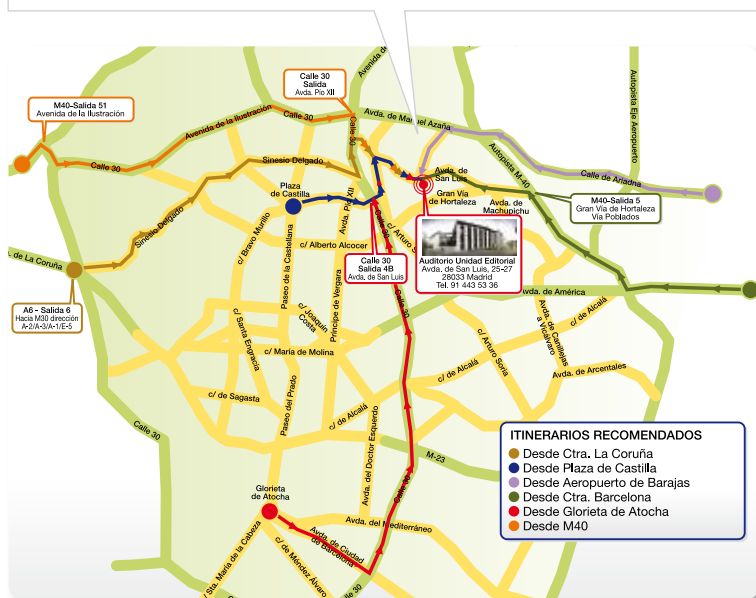 Avenida de
Calle 30
Salida
Avda. Pío XII
M40-Salida 51
Avenida de la Ilustración
Avenida de la Ilustración
Calle 30
Calle 30
Avda. de Manuel Azaña
Calle 30
Autopista Eje Aeropuerto
Autopista M-40
Calle de Ariadna
Sinesio Delgado
Sinesio Delgado
Avda. de
San Luis
Gran Vía
de Hortaleza
Avda. de
Machupichu
M40-Salida 5
Gran Vía de Hortaleza
Vía Poblados
Plaza
de Castilla
Avda. Pío XII
c/ Bravo Murillo
Paseo de la Castellana
c/ Alberto Alcocer
c/ Arturo S
Auditorio Unidad Editorial
Avda. de San Luis, 25-27
28033 Madrid
Tel. 91 443 53 36
Calle 30
Salida 4B
Avda. de San Luis
. de La Coruña
A6 - Salida 6
Hacia M30 dirección
A-2/A-3/A-1/E-5
Príncipe de Vergara
Calle 30
de América
c/ de Alcalá
c/ Joaquín
Costa
c/ Santa Engracia
c/ María de Molina
Avda. de Canillejas
a Vicálvaro
c/ Arturo Soria
c/ de Alcalá
Avda. de Arcentales
c/ de Sagasta
Paseo del Prado
c/ de Alcalá
Calle 30
Avda. del Doctor Esquerdo
M-23
Calle 30
Glorieta
de Atocha
Avda. del Mediterráneo
Avda. de Ciudad
de Barcelona
c/ Sta. María de la Cabeza
c/ de Méndez Álvaro
Calle 30
ITINERARIOS RECOMENDADOS
Desde Ctra. La Coruña
Desde Plaza de Castilla
Desde Aeropuerto de Barajas
Desde Ctra. Barcelona
Desde Glorieta de Atocha
Desde M40